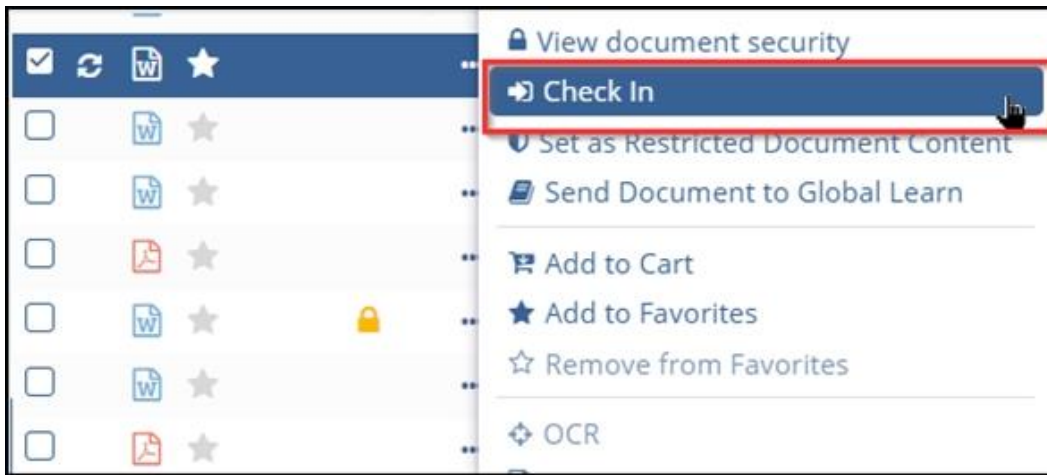 View document security
Check In
Set as Restricted Document Content
Send Document to Global Learn
Add to Cart
Add to Favorites
Remove from Favorites
OCR